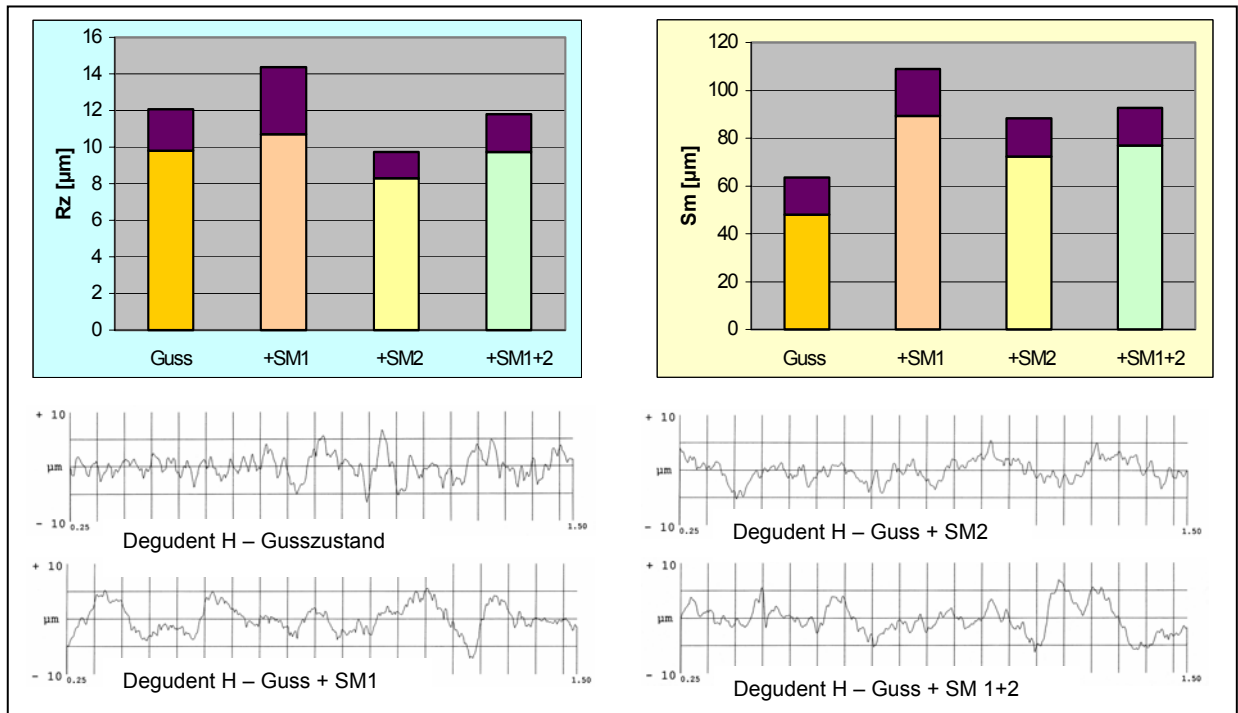 16
14
12
10
8
6
4
2
0
Rz [µm]
Guss +SM1 +SM2 +SM1+2
120
100
80
60
40
20
0
Sm [µm]
Guss +SM1 +SM2 +SM1+2
+ 10
µm
- 10 0.25 1.50
Degudent H – Gusszustand
+ 10
µm
- 10 0.25 1.50
Degudent H – Guss + SM2
+ 10
µm
- 10 0.25 1.50
Degudent H – Guss + SM1
+ 10
µm
- 10 0.25 1.50
Degudent H – Guss + SM 1+2